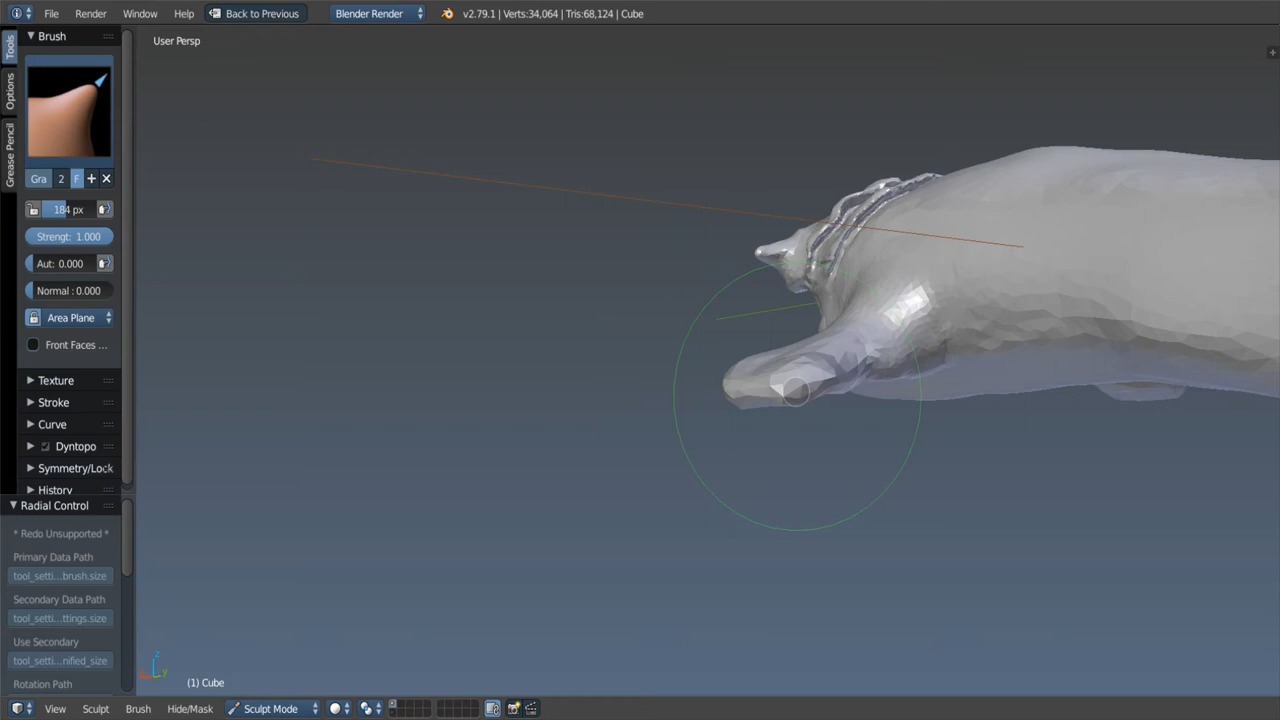 File Render Window Help Back to Previous Blender Render v2.79.1 | Verts:34,064 | Tris:68,124 | Cube
Tools
Options
Grease Pencil
Brush
User Persp
Gra 2 F
184 px
Strengt: 1.000
Aut: 0.000
Normal : 0.000
Area Plane
Front Faces ...
Texture
Stroke
Curve
Dyntopo
Symmetry/Lock
History
Radial Control
* Redo Unsupported *
Primary Data Path
tool_setti...brush.size
Secondary Data Path
tool_setti...ttings.size
Use Secondary
tool_setti...nified_size
Rotation Path
z
y
(1) Cube
View Sculpt Brush Hide/Mask Sculpt Mode